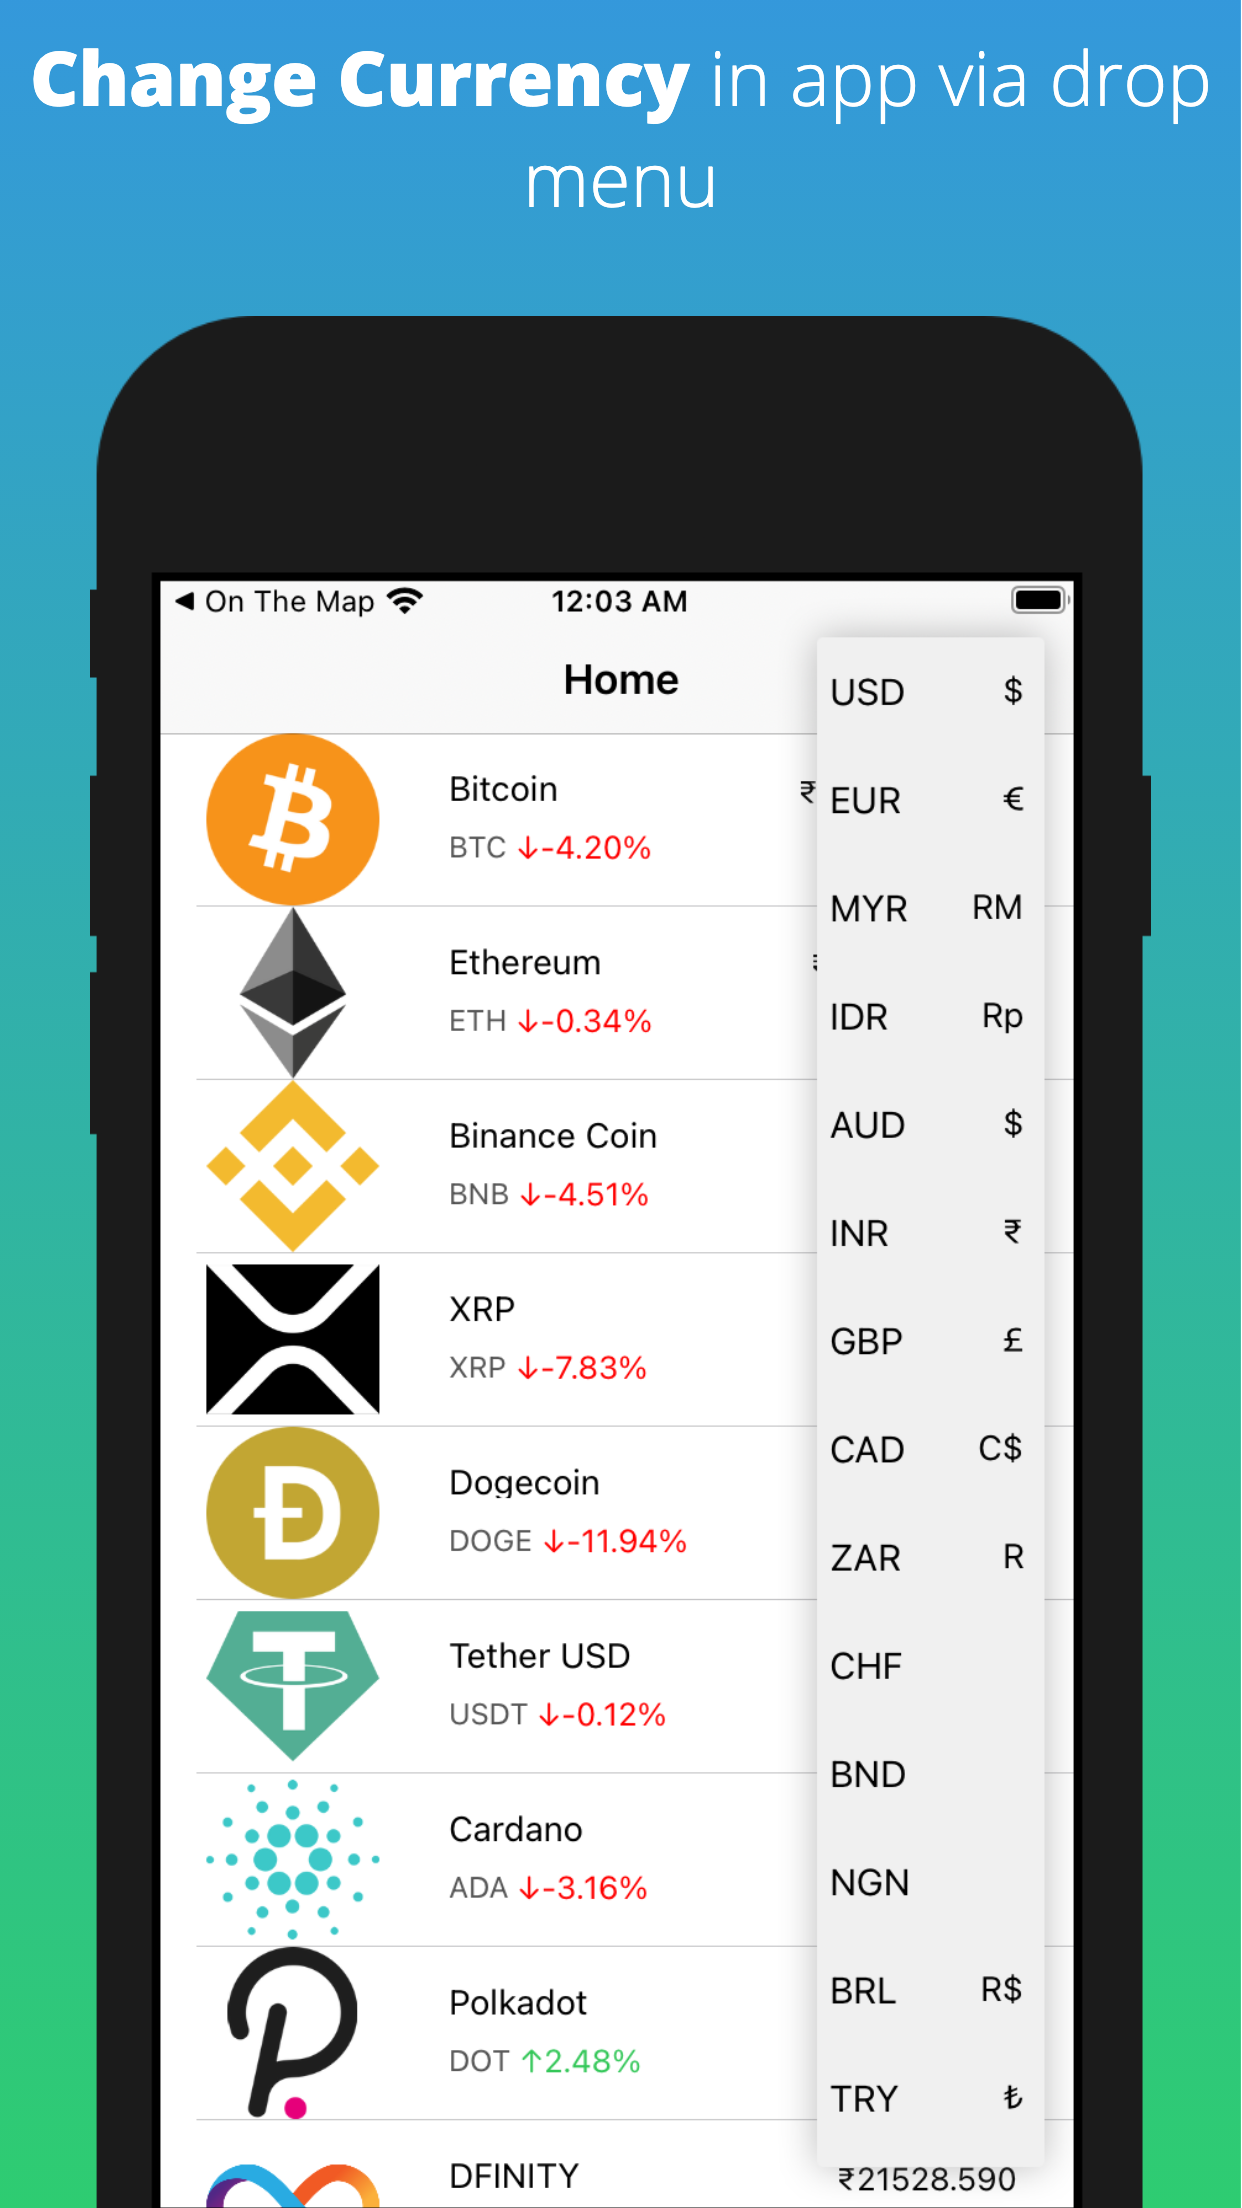 Change Currency in app via drop
menu
On The Map 12:03 AM
Home
USD $
Bitcoin ₹
EUR €
BTC ↓-4.20%
MYR RM
Ethereum
ETH ↓-0.34%
IDR Rp
AUD $
Binance Coin
BNB ↓-4.51%
INR ₹
XRP
GBP £
XRP ↓-7.83%
CAD C$
Dogecoin
DOGE ↓-11.94%
ZAR R
Tether USD
CHF
USDT ↓-0.12%
BND
Cardano
ADA ↓-3.16%
NGN
BRL R$
Polkadot
DOT ↑2.48%
TRY ₺
DFINITY ₹21528.590